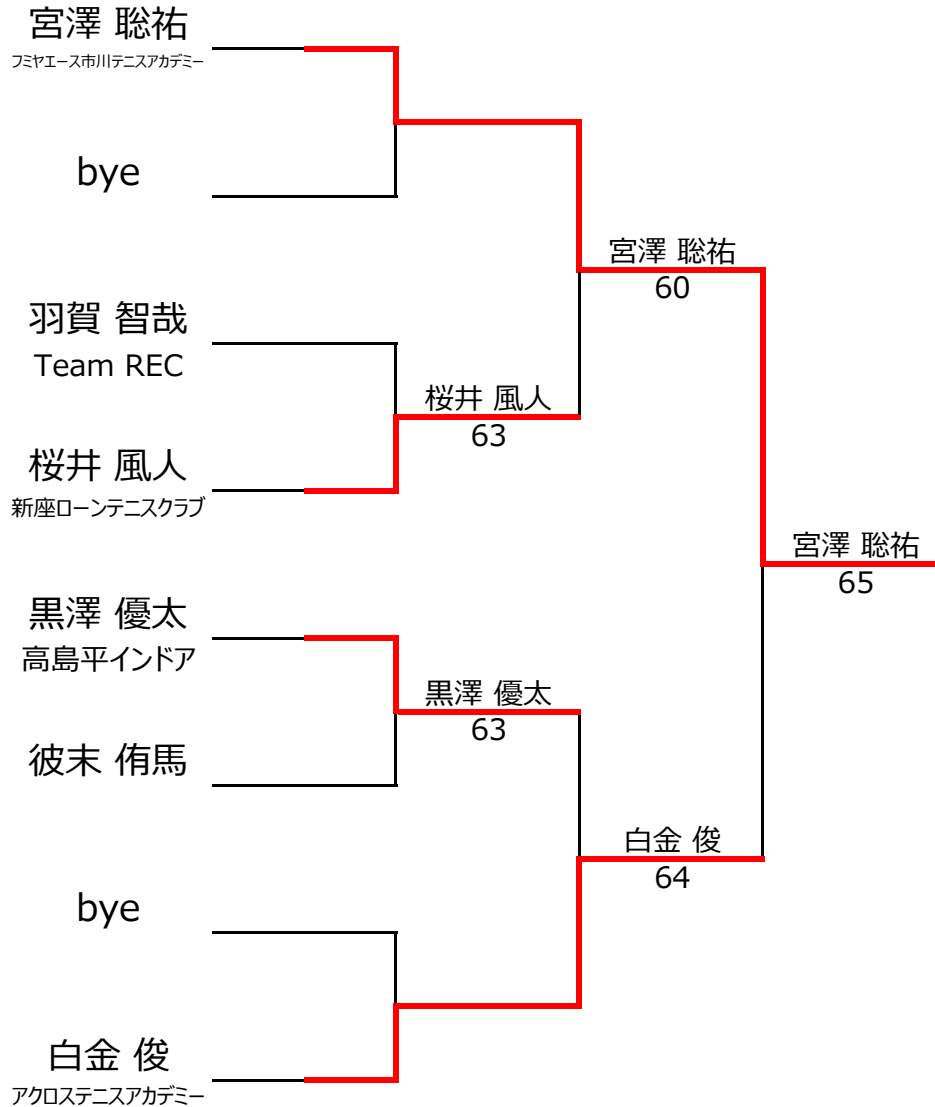 宮澤 聡祐
フミヤエース市川テニスアカデミー
bye
宮澤 聡祐
60
羽賀 智哉
Team REC
桜井 風人
63
桜井 風人
新座ローンテニスクラブ
宮澤 聡祐
65
黒澤 優太
高島平インドア
黒澤 優太
63
彼末 侑馬
白金 俊
64
bye
白金 俊
アクロステニスアカデミー